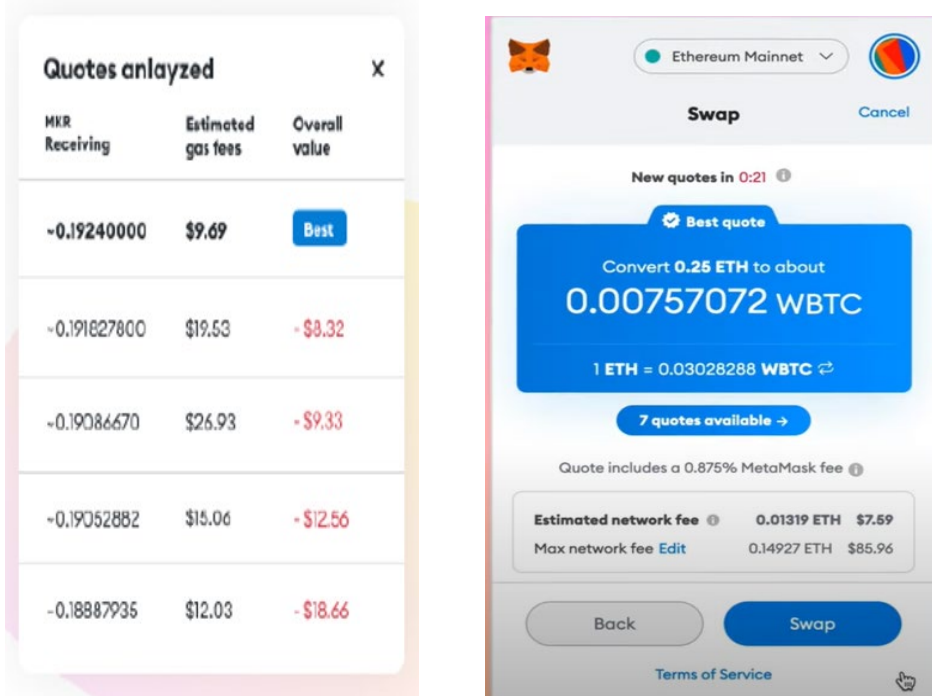 Quotes anlayzed X
MKR Receiving Estimated gas fees Overall value
~0.19240000 $9.69 Best
~0.191827800 $19.53 - $8.32
~0.19086670 $26.93 - $9.33
~0.19052882 $15.06 - $12.56
~0.18887935 $12.03 - $18.66
Ethereum Mainnet
Swap Cancel
New quotes in 0:21
Best quote
Convert 0.25 ETH to about
0.00757072 WBTC
1 ETH = 0.03028288 WBTC
7 quotes available →
Quote includes a 0.875% MetaMask fee
Estimated network fee 0.01319 ETH $7.59
Max network fee Edit 0.14927 ETH $85.96
Back Swap
Terms of Service